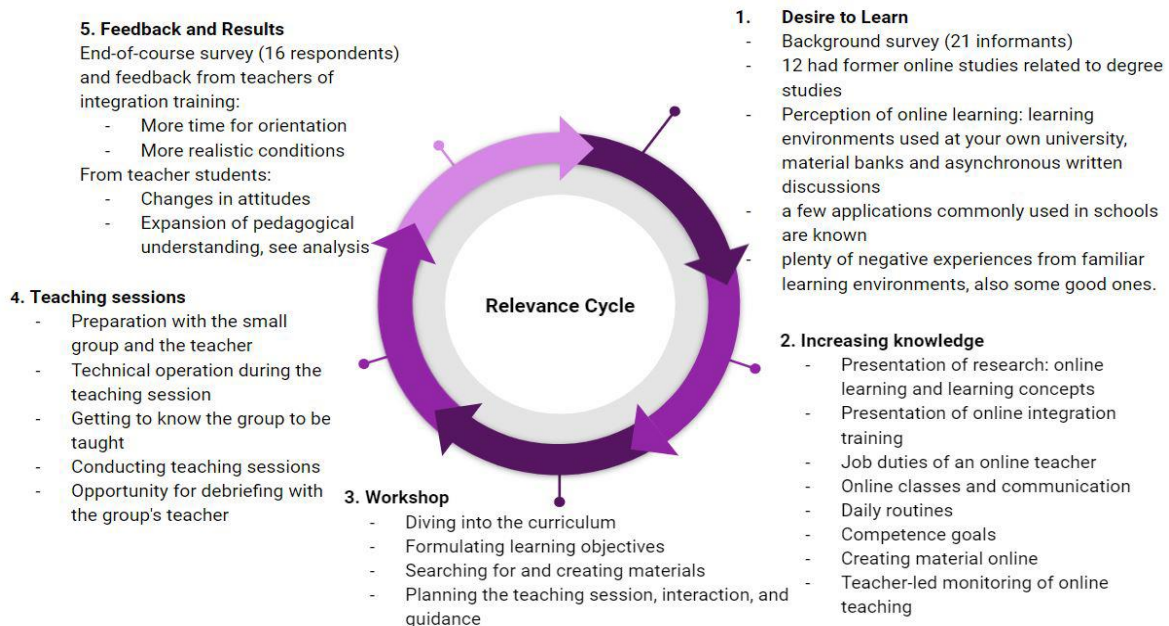 5. Feedback and Results
End-of-course survey (16 respondents)
and feedback from teachers of
integration training:
- More time for orientation
- More realistic conditions
From teacher students:
- Changes in attitudes
- Expansion of pedagogical
understanding, see analysis
1. Desire to Learn
- Background survey (21 informants)
- 12 had former online studies related to degree
studies
- Perception of online learning: learning
environments used at your own university,
material banks and asynchronous written
discussions
- a few applications commonly used in schools
are known
- plenty of negative experiences from familiar
learning environments, also some good ones.
Relevance Cycle
4. Teaching sessions
- Preparation with the small
group and the teacher
- Technical operation during the
teaching session
- Getting to know the group to be
taught
- Conducting teaching sessions
- Opportunity for debriefing with
the group's teacher
2. Increasing knowledge
- Presentation of research: online
learning and learning concepts
- Presentation of online integration
training
- Job duties of an online teacher
- Online classes and communication
- Daily routines
- Competence goals
- Creating material online
- Teacher-led monitoring of online
teaching
3. Workshop
- Diving into the curriculum
- Formulating learning objectives
- Searching for and creating materials
- Planning the teaching session, interaction, and
guidance